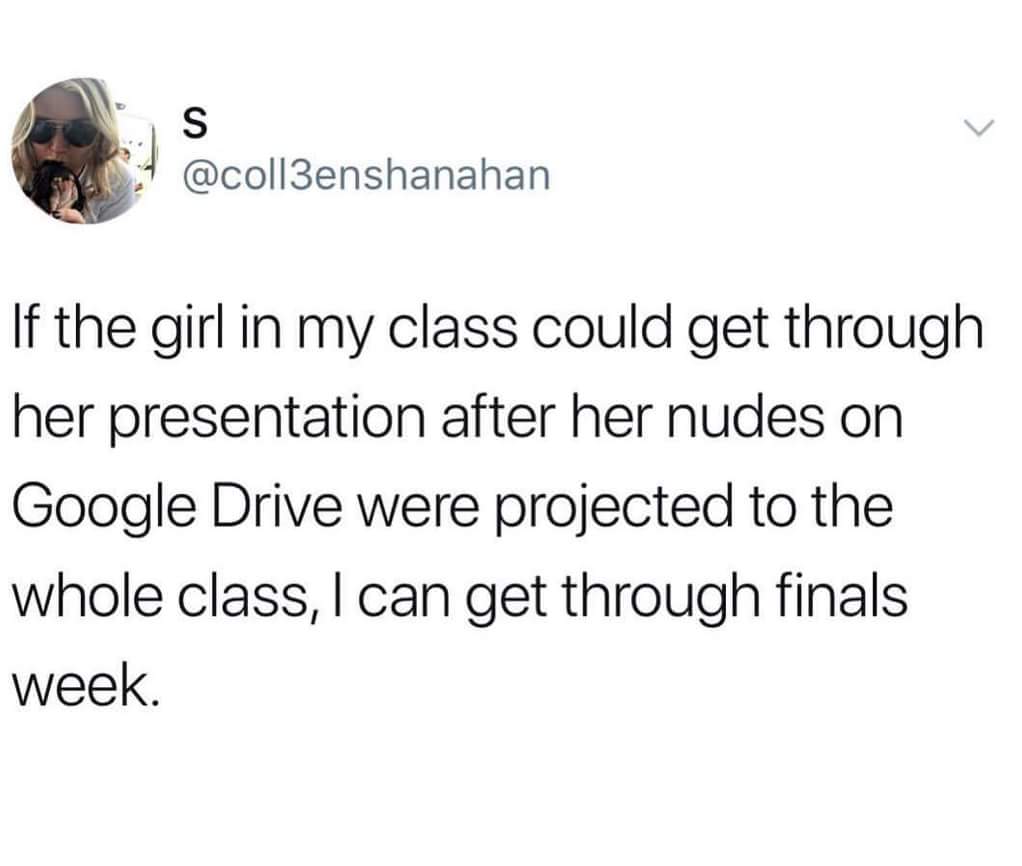 S
@coll3enshanahan
If the girl in my class could get through
her presentation after her nudes on
Google Drive were projected to the
whole class, I can get through finals
week.